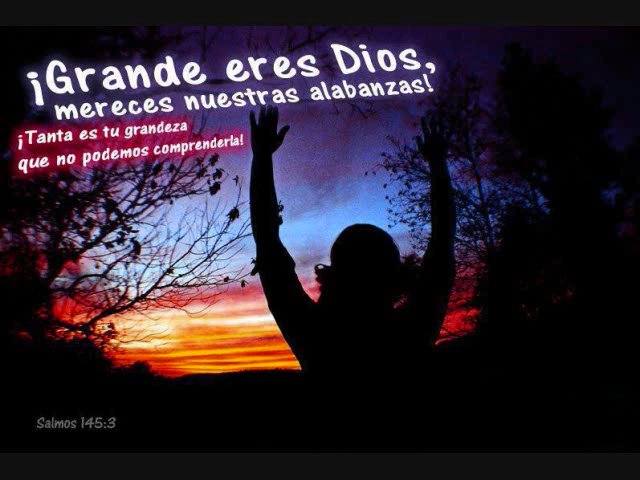 ¡Grande eres Dios,
mereces nuestras alabanzas!
¡Tanta es tu grandeza
que no podemos comprenderla!
Salmos 145:3